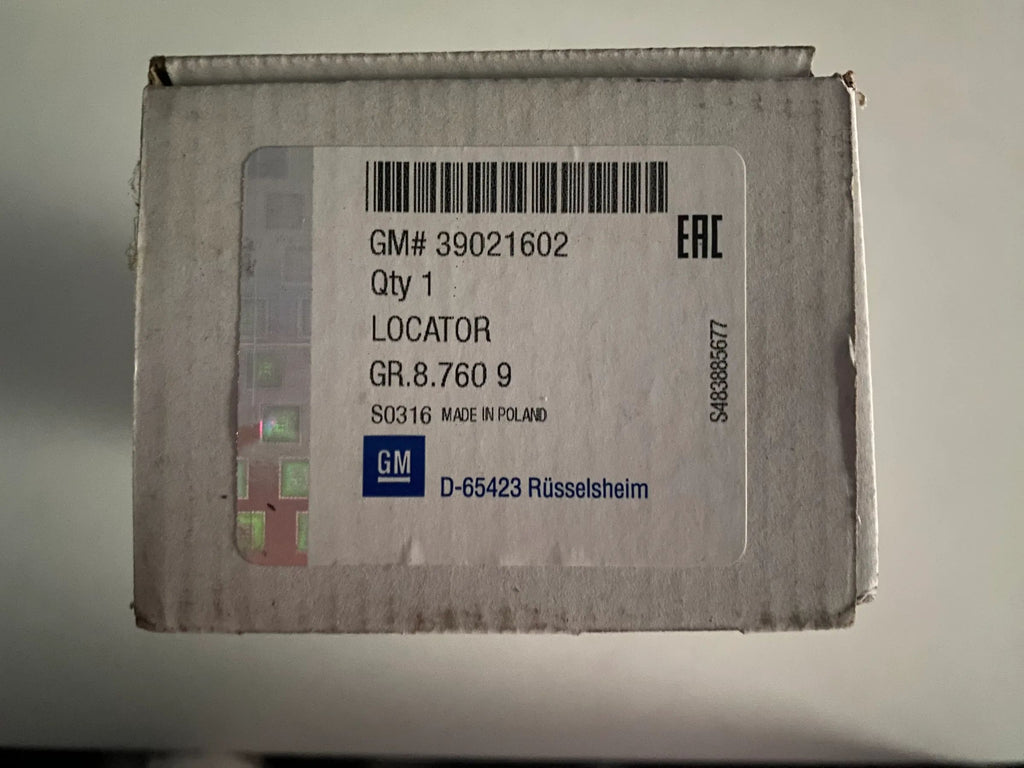 GM# 39021602
EAC
Qty 1
LOCATOR
GR.8.760 9
S0316 MADE IN POLAND
S483885677
GM
D-65423 Rüsselsheim